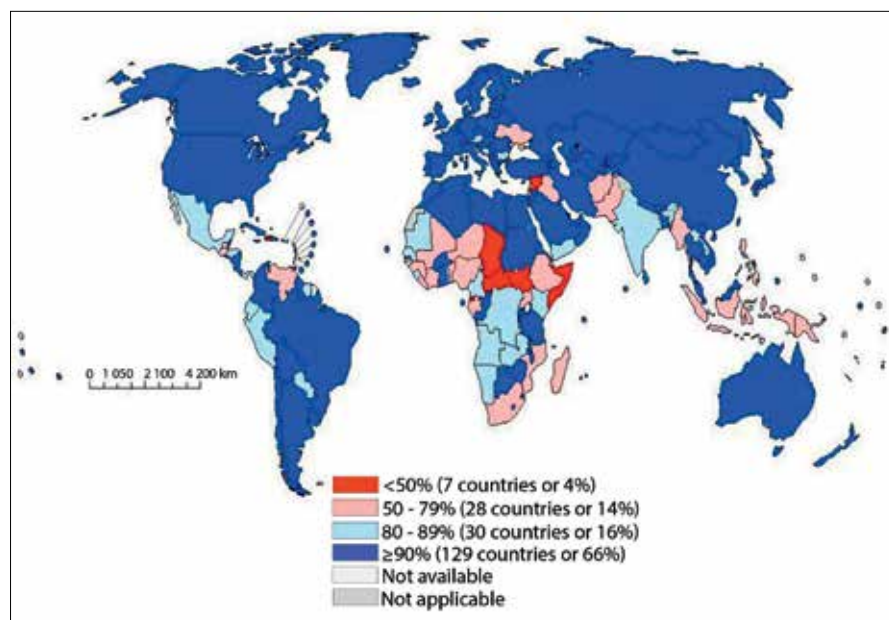 0 1 050 2 100 4 200 km
<50% (7 countries or 4%)
50 - 79% (28 countries or 14%)
80 - 89% (30 countries or 16%)
≥90% (129 countries or 66%)
Not available
Not applicable